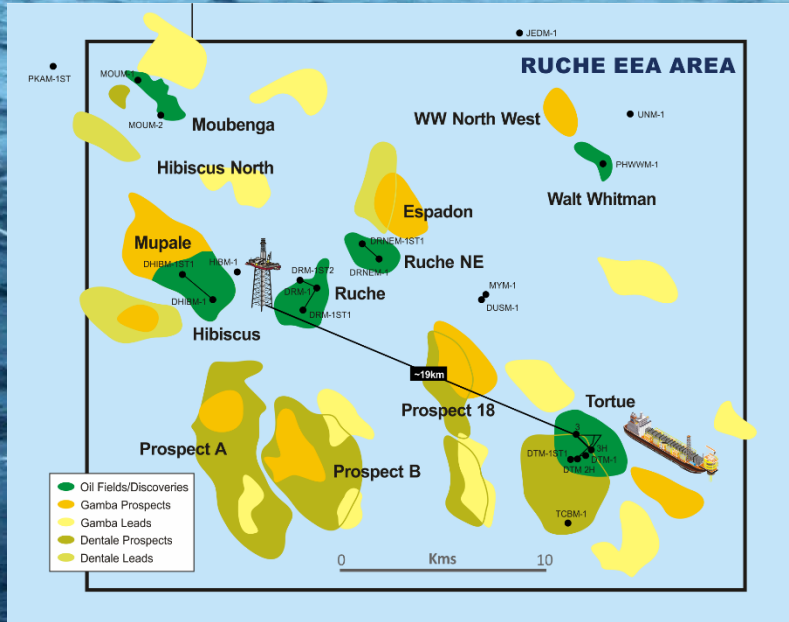 JEDM-1
RUCHE EEA AREA
PKAM-1ST
MOUM-1
MOUM-2
Moubenga
WW North West
UNM-1
PHWWM-1
Walt Whitman
Hibiscus North
Espadon
Mupale
DHIBM-1ST1
HIBM-1
DHIBM-1
Hibiscus
DRNEM-1ST1
DRNEM-1
Ruche NE
DRM-1ST2
DRM-1
Ruche
DRM-1ST1
MYM-1
DUSM-1
~19km
Prospect 18
Tortue
3
3H
DTM-1ST1
DTM-1
DTM 2H
TCBM-1
Prospect A
Prospect B
Oil Fields/Discoveries
Gamba Prospects
Gamba Leads
Dentale Prospects
Dentale Leads
0 Kms 10